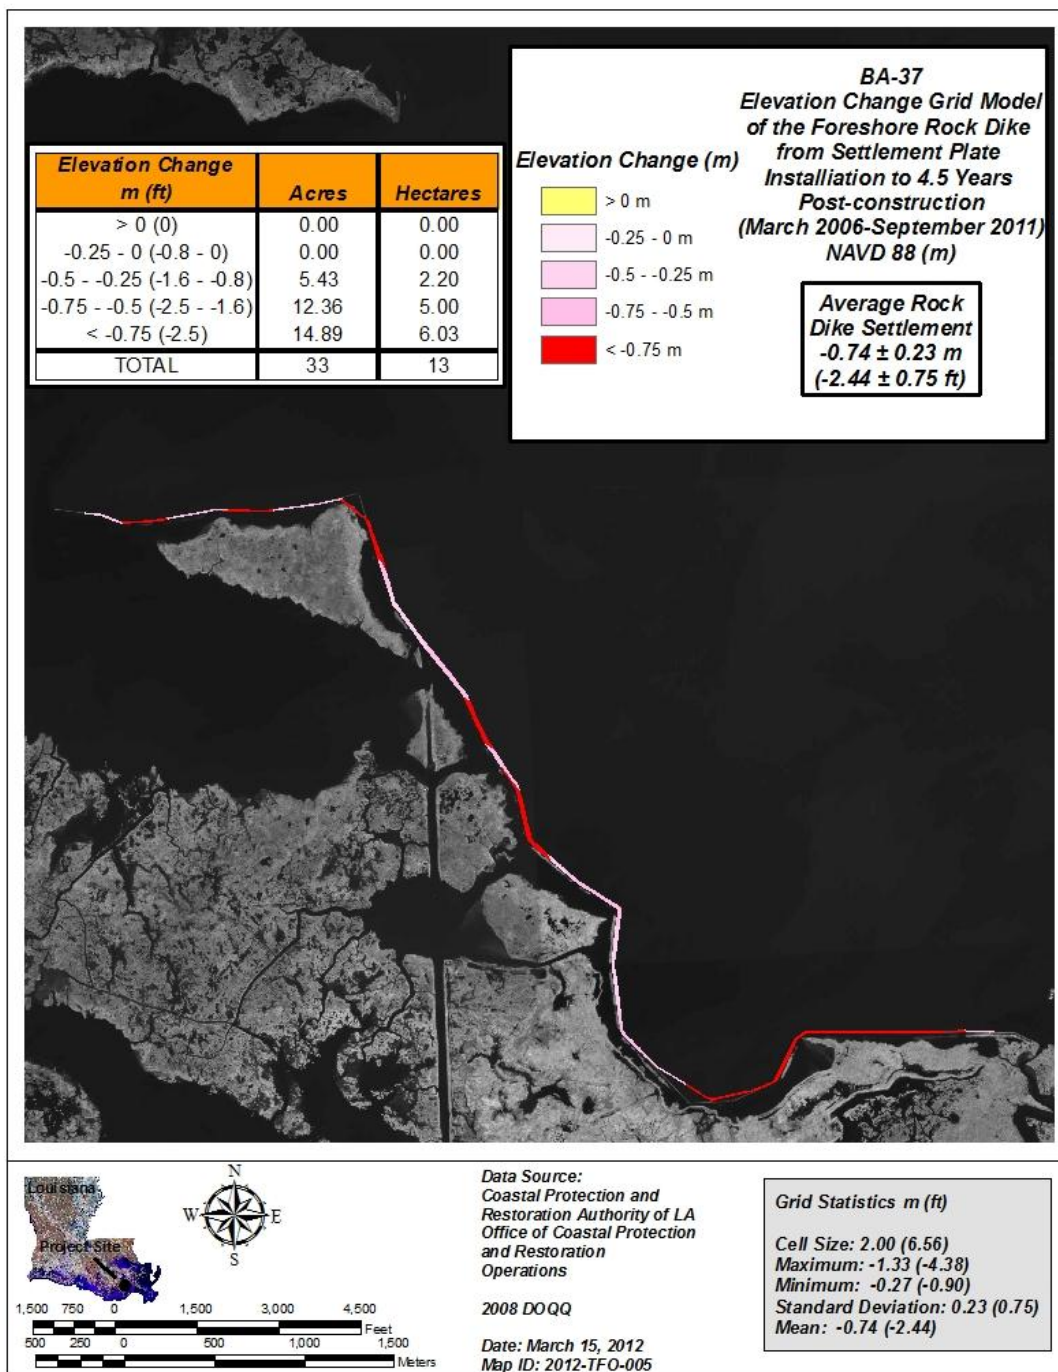 BA-37
Elevation Change Grid Model
of the Foreshore Rock Dike
from Settlement Plate
Installiation to 4.5 Years
Post-construction
(March 2006-September 2011)
NAVD 88 (m)
Elevation Change (m)
> 0 m
-0.25 - 0 m
-0.5 - -0.25 m
-0.75 - -0.5 m
< -0.75 m
Average Rock
Dike Settlement
-0.74 ± 0.23 m
(-2.44 ± 0.75 ft)
Elevation Change
m (ft) Acres Hectares
> 0 (0) 0.00 0.00
-0.25 - 0 (-0.8 - 0) 0.00 0.00
-0.5 - -0.25 (-1.6 - -0.8) 5.43 2.20
-0.75 - -0.5 (-2.5 - -1.6) 12.36 5.00
< -0.75 (-2.5) 14.89 6.03
TOTAL 33 13
Louisiana
Project Site
N
W E
S
1,500 750 0 1,500 3,000 4,500
Feet
500 250 0 500 1,000 1,500
Meters
Data Source:
Coastal Protection and
Restoration Authority of LA
Office of Coastal Protection
and Restoration
Operations
2008 DOQQ
Date: March 15, 2012
Map ID: 2012-TFO-005
Grid Statistics m (ft)
Cell Size: 2.00 (6.56)
Maximum: -1.33 (-4.38)
Minimum: -0.27 (-0.90)
Standard Deviation: 0.23 (0.75)
Mean: -0.74 (-2.44)